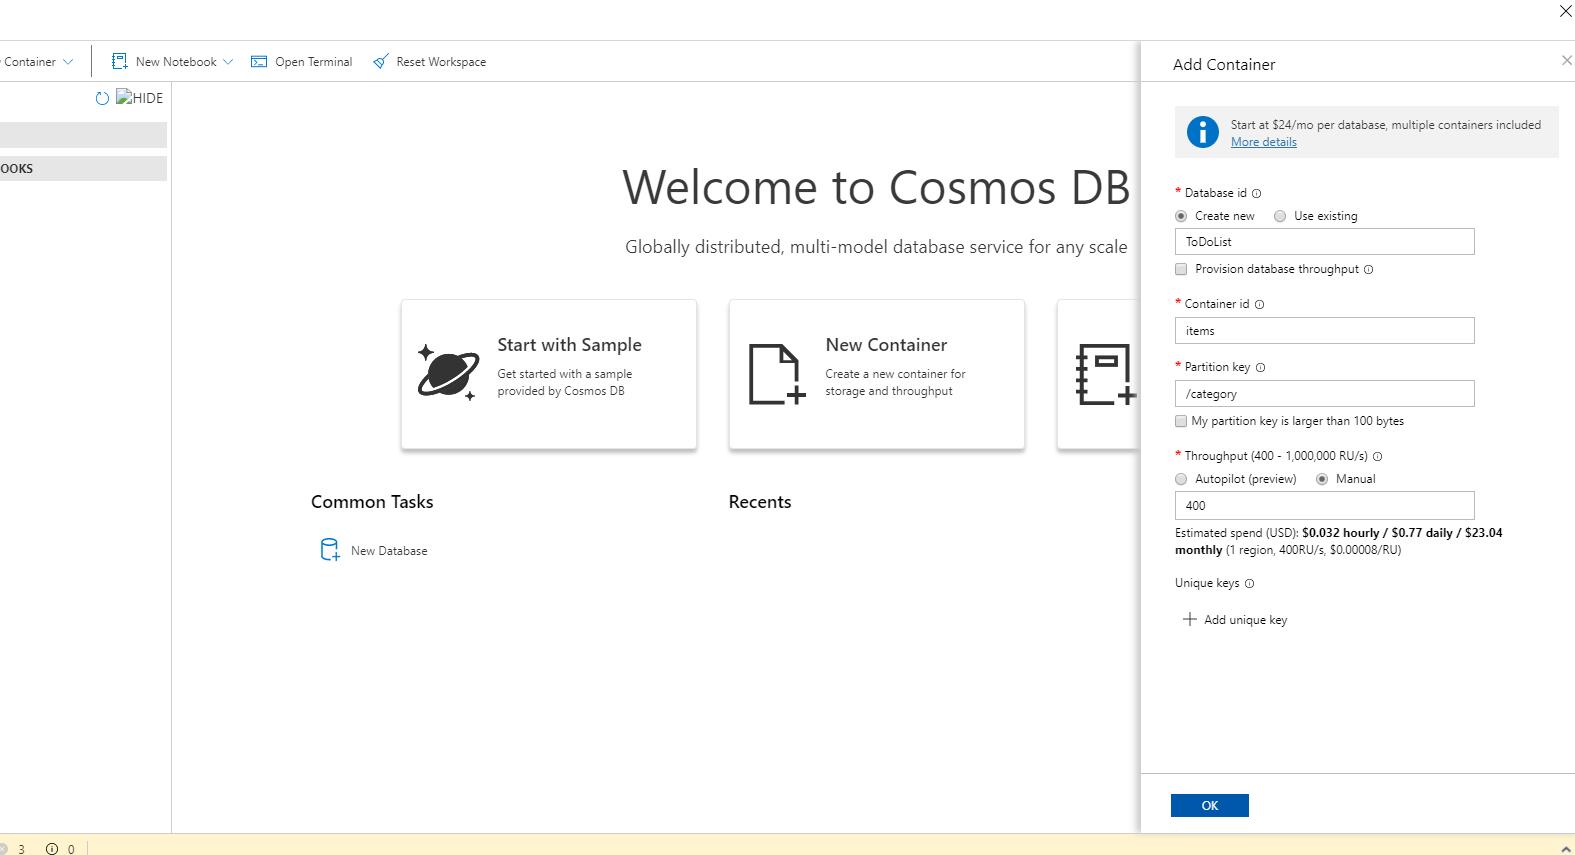 Container
New Notebook
Open Terminal
Reset Workspace
HIDE
OOKS
Welcome to Cosmos DB
Globally distributed, multi-model database service for any scale
Start with Sample
Get started with a sample
provided by Cosmos DB
New Container
Create a new container for
storage and throughput
Common Tasks
Recents
New Database
Add Container
Start at $24/mo per database, multiple containers included
More details
* Database id
Create new Use existing
ToDoList
Provision database throughput
* Container id
items
* Partition key
/category
My partition key is larger than 100 bytes
* Throughput (400 - 1,000,000 RU/s)
Autopilot (preview) Manual
400
Estimated spend (USD): $0.032 hourly / $0.77 daily / $23.04
monthly (1 region, 400RU/s, $0.00008/RU)
Unique keys
Add unique key
OK
3 0